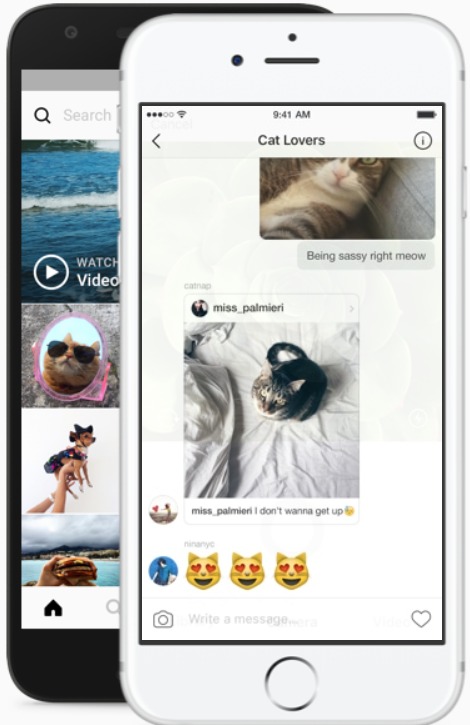 Search
WATCH
Video
9:41 AM
Cat Lovers
Being sassy right meow
catnap
miss_palmieri
miss_palmieri I don't wanna get up
ninanyc
Write a message...